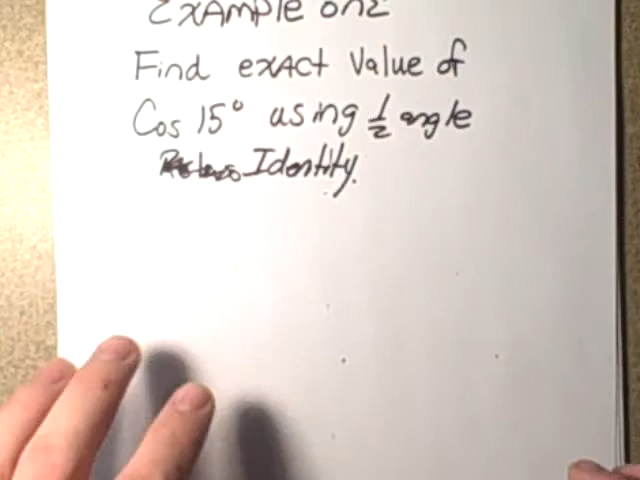 Example one
Find exact value of
Cos 15° using 1/2 angle
Identity.